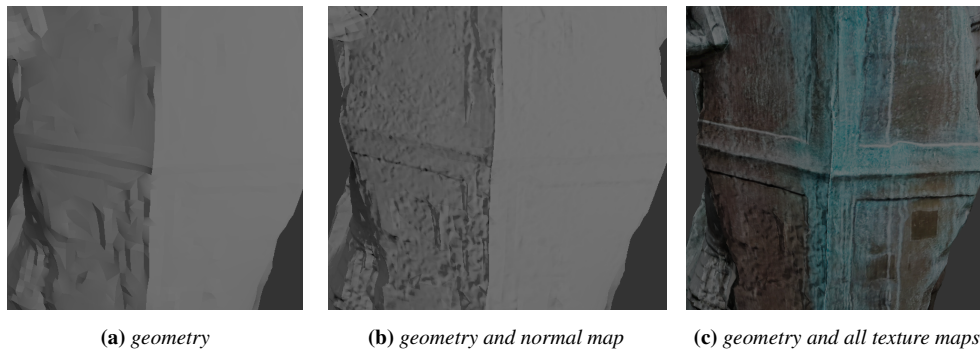 (a) geometry
(b) geometry and normal map
(c) geometry and all texture maps